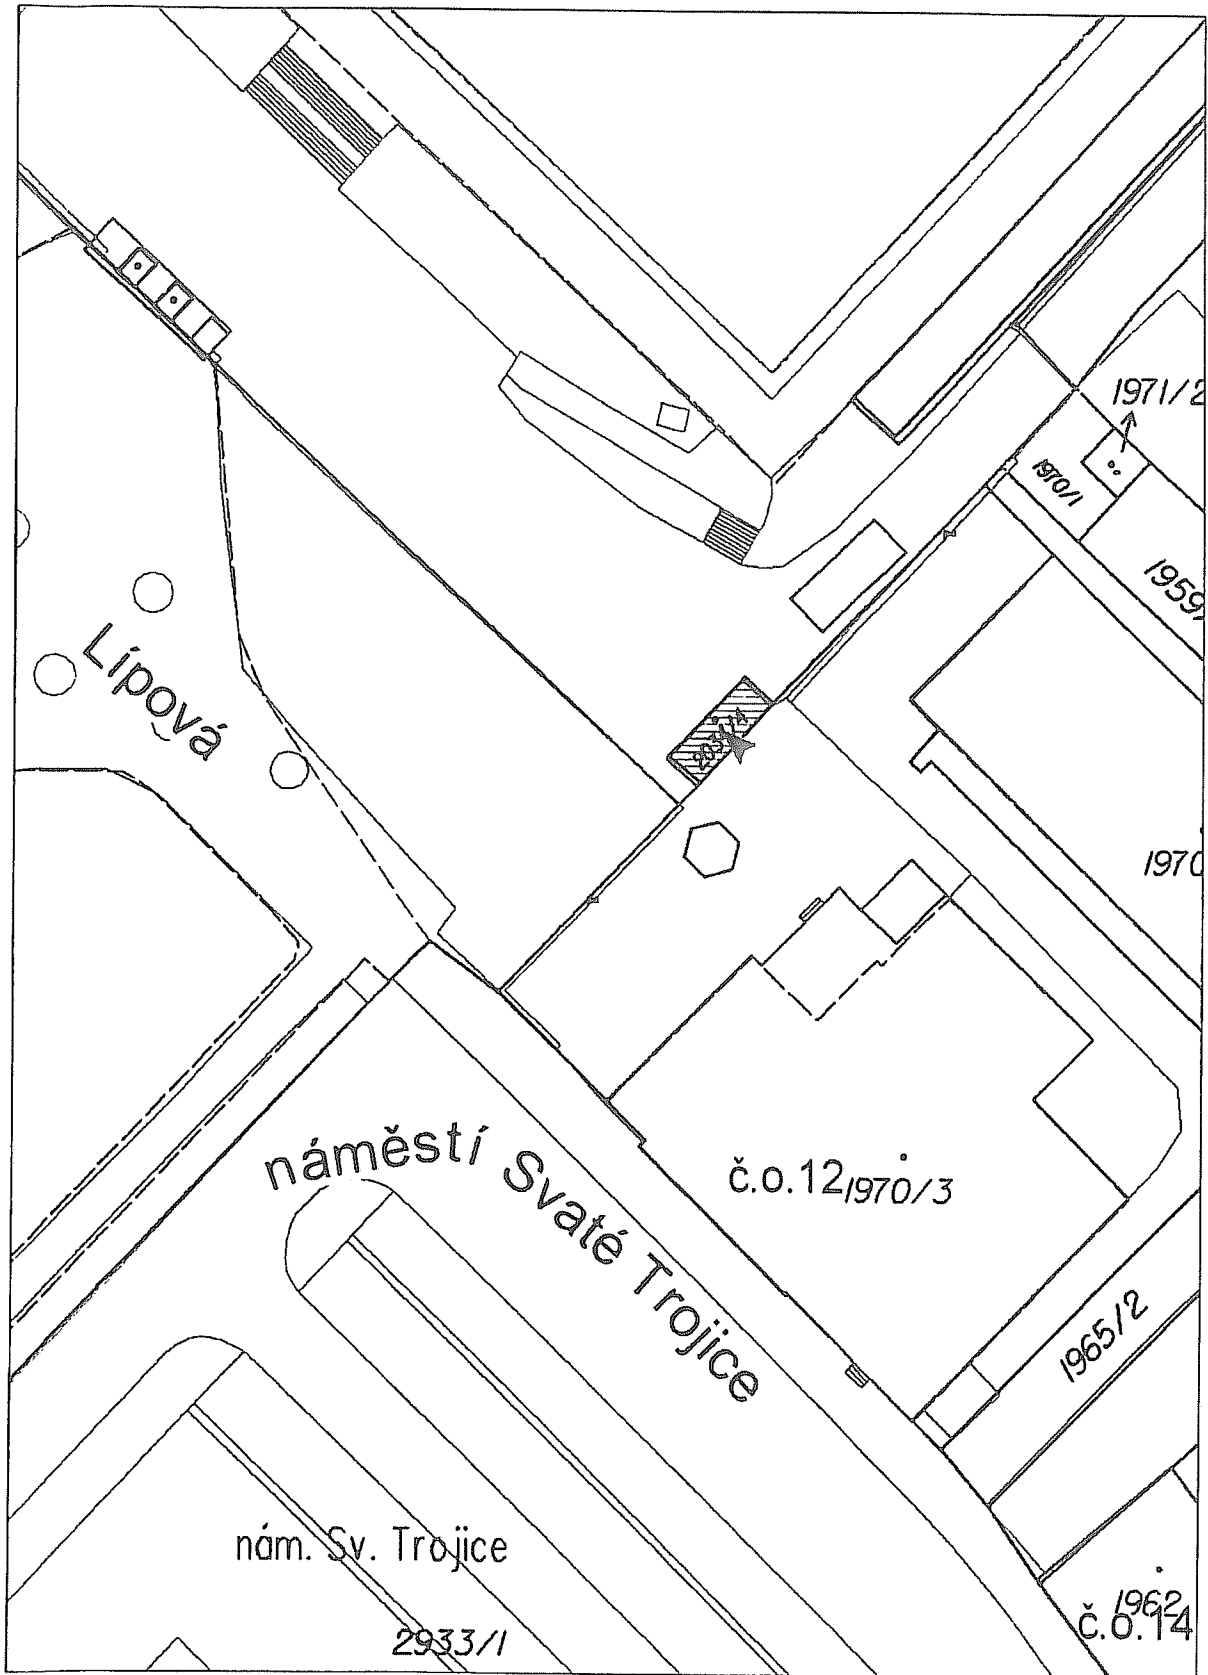 1971/2
1970/1
1959/
Lípová
1970
náměstí Svaté Trojice
č.o.12
1970/3
1965/2
nám. Sv. Trojice
1962
č.o.14
2933/1